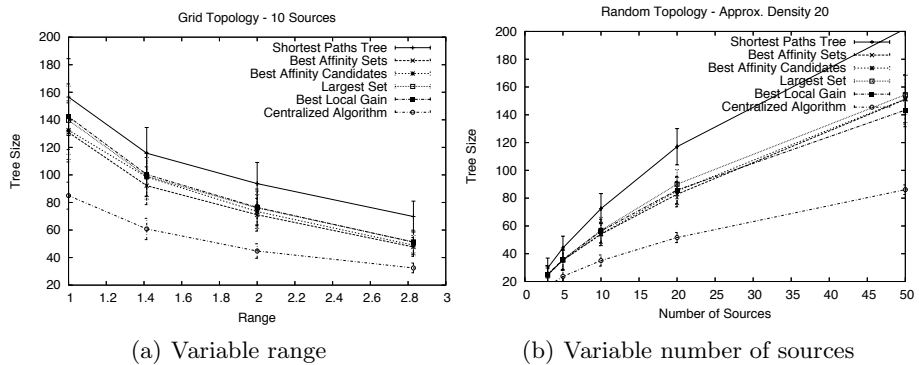 Grid Topology - 10 Sources
200
180
160
140
120
100
80
60
40
20
Tree Size
Shortest Paths Tree
Best Affinity Sets
Best Affinity Candidates
Largest Set
Best Local Gain
Centralized Algorithm
1 1.2 1.4 1.6 1.8 2 2.2 2.4 2.6 2.8 3
Range
(a) Variable range
Random Topology - Approx. Density 20
200
180
160
140
120
100
80
60
40
20
Tree Size
Shortest Paths Tree
Best Affinity Sets
Best Affinity Candidates
Largest Set
Best Local Gain
Centralized Algorithm
0 5 10 15 20 25 30 35 40 45 50
Number of Sources
(b) Variable number of sources